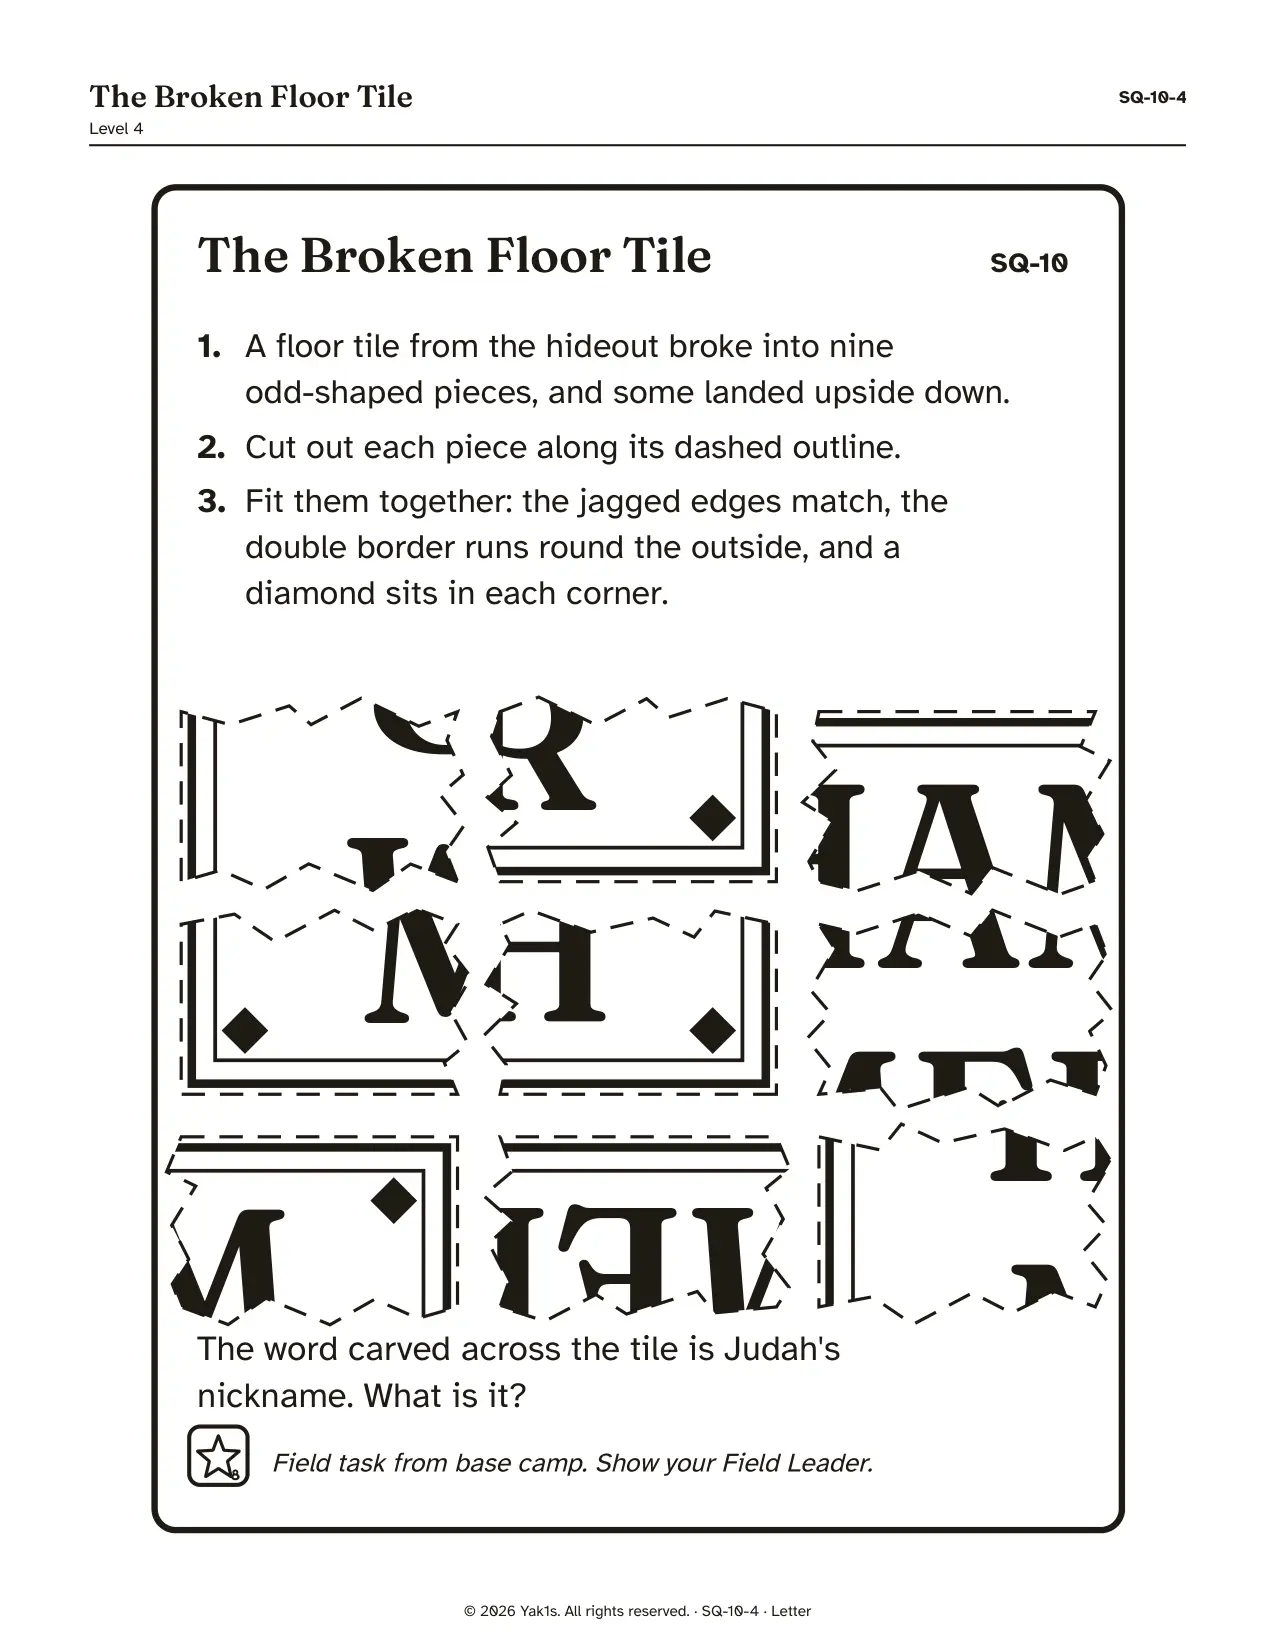 The Broken Floor Tile
SQ-10-4
Level 4
The Broken Floor Tile
SQ-10
1. A floor tile from the hideout broke into nine
odd-shaped pieces, and some landed upside down.
2. Cut out each piece along its dashed outline.
3. Fit them together: the jagged edges match, the
double border runs round the outside, and a
diamond sits in each corner.
The word carved across the tile is Judah's
nickname. What is it?
8
Field task from base camp. Show your Field Leader.
© 2026 Yak1s. All rights reserved. · SQ-10-4 · Letter